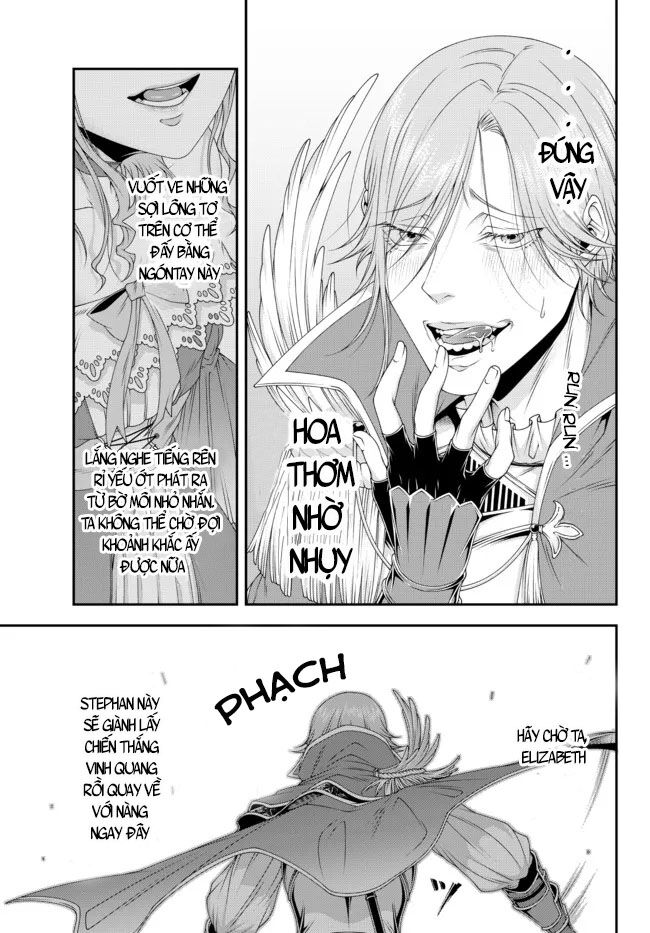 ĐÚNG
VẬY
RUN RUN...
HOA
THƠM
NHỜ
NHỤY
VUỐT VE NHỮNG
SỢI LÔNG TƠ
TRÊN CƠ THỂ
ĐẤY BẰNG
NGÓNTAY NÀY
LẮNG NGHE TIẾNG RÊN
RỈ YẾU ỚT PHÁT RA
TỪ BỜ MÔI NHỎ NHẮN.
TA KHÔNG THỂ CHỜ ĐỢI
KHOẢNH KHẮC ẤY
ĐƯỢC NỮA
PHẠCH
HÃY CHỜ TA,
ELIZABETH
STEPHAN NÀY
SẼ GIÀNH LẤY
CHIẾN THẮNG
VINH QUANG
RỒI QUAY VỀ
VỚI NÀNG
NGAY ĐÂY